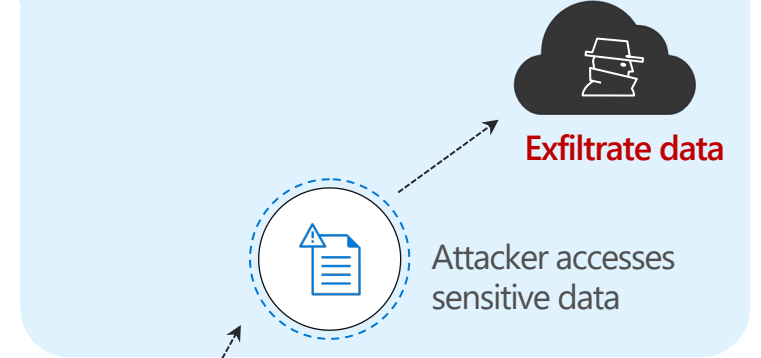 Exfiltrate data
Attacker accesses
sensitive data